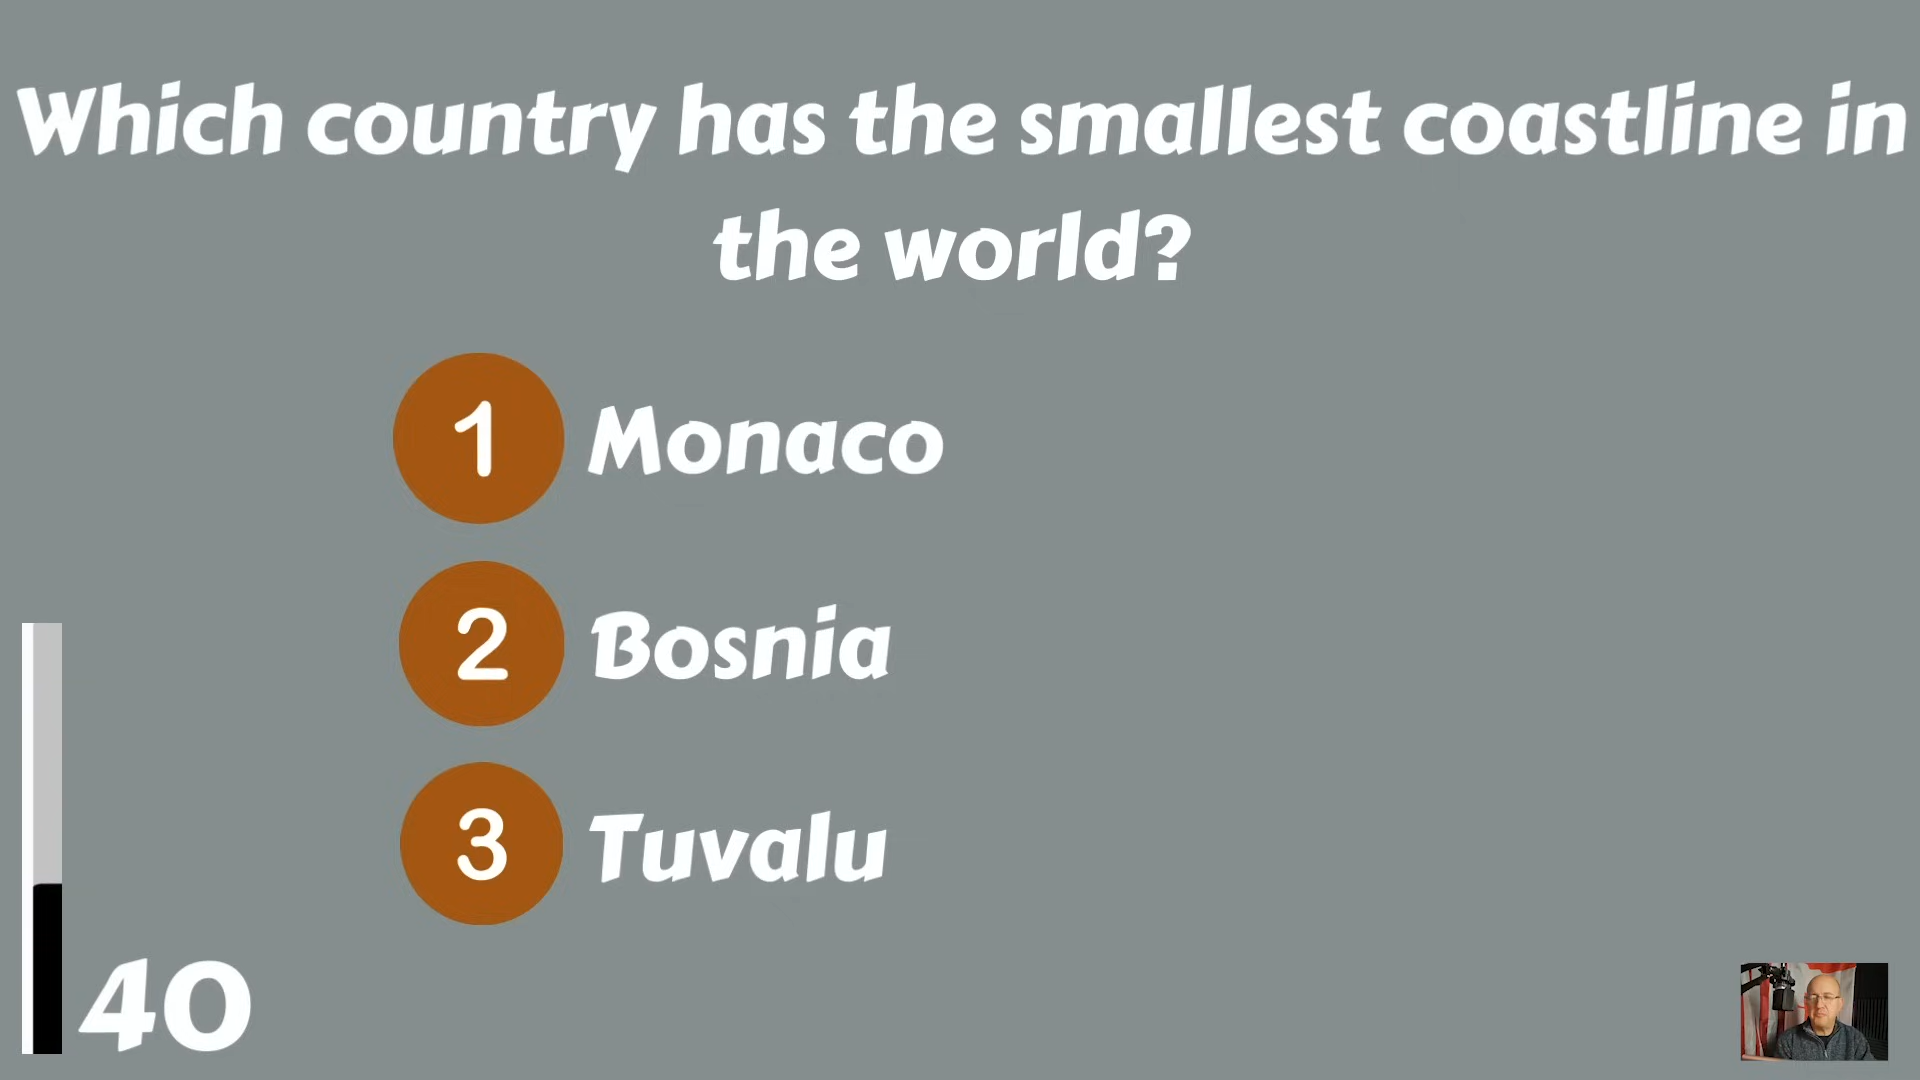 Which country has the smallest coastline in
the world?
1 Monaco
2 Bosnia
3 Tuvalu
40